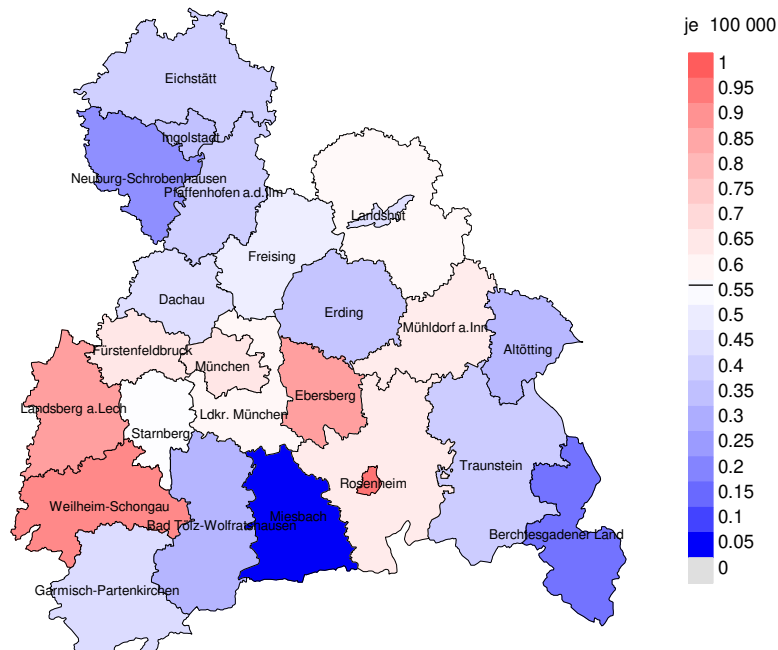 je 100 000
1
0.95
0.9
0.85
0.8
0.75
0.7
0.65
0.6
0.55
0.5
0.45
0.4
0.35
0.3
0.25
0.2
0.15
0.1
0.05
0
Eichstätt
Ingolstadt
Neuburg-Schrobenhausen
Pfaffenhofen a.d.Ilm
Landshut
Freising
Dachau
Erding
Mühldorf a.Inn
Altötting
Fürstenfeldbruck
München
Ebersberg
Landsberg a.Lech
Ldkr. München
Starnberg
Traunstein
Rosenheim
Weilheim-Schongau
Miesbach
Bad Tölz-Wolfratshausen
Berchtesgadener Land
Garmisch-Partenkirchen